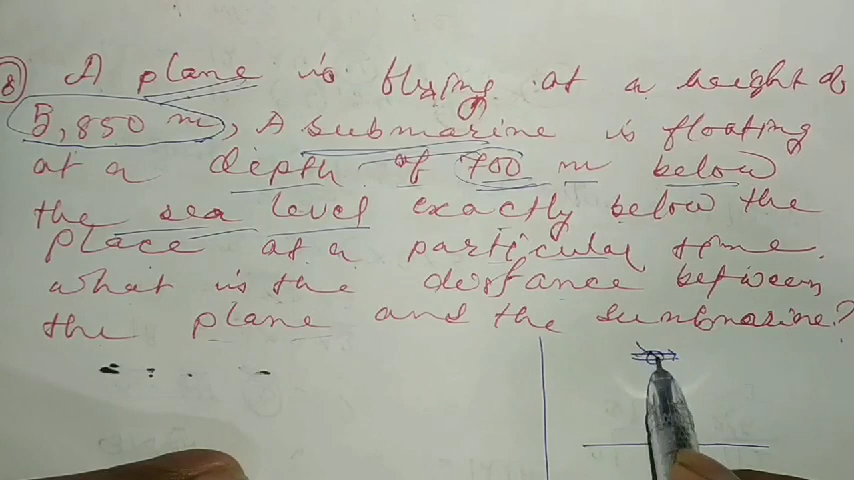 8 A plane is flying at a height of
5,850 m, A submarine is floating
at a depth of 700 m below
the sea level exactly below the
place at a particular time.
what is the distance between
the plane and the sumbmarine?